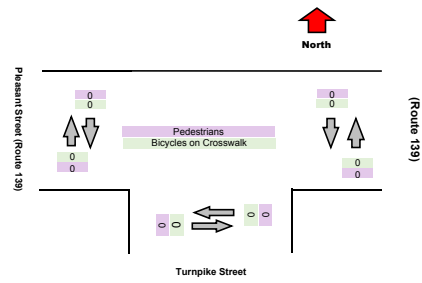 North
0
0
0
0
Pleasant Street (Route 139)
(Route 139)
Pedestrians
Bicycles on Crosswalk
0
0
0
0
0 0
0 0
Turnpike Street